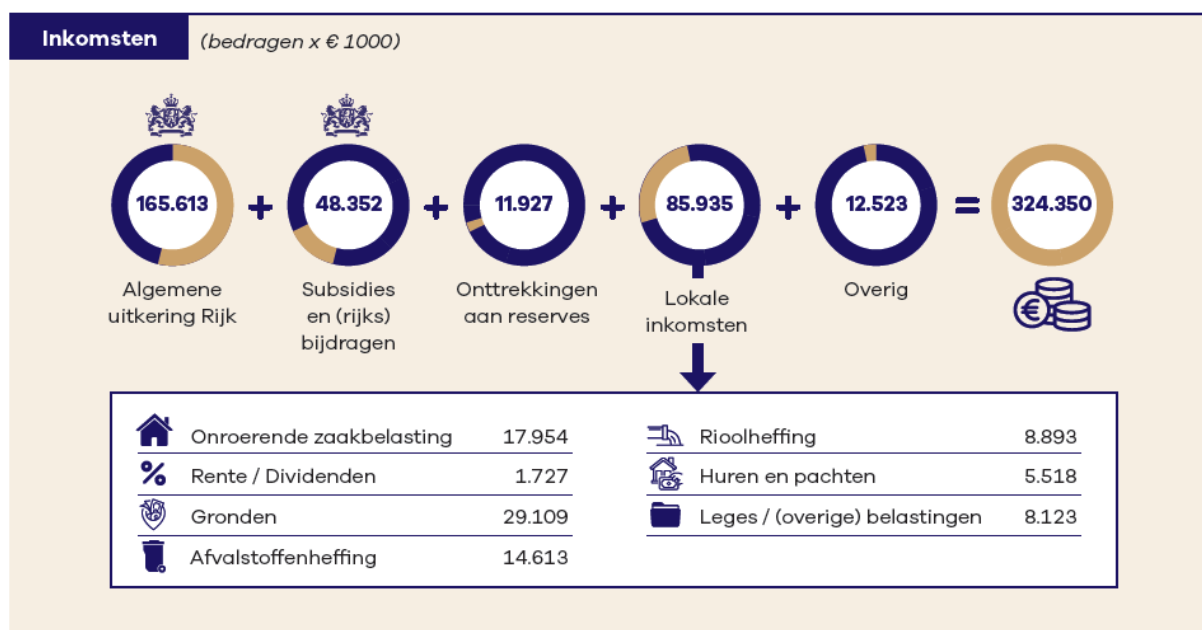 Inkomsten (bedragen x € 1000)
165.613 + 48.352 + 11.927 + 85.935 + 12.523 = 324.350
Algemene
uitkering Rijk
Subsidies
en (rijks)
bijdragen
Onttrekkingen
aan reserves
Lokale
inkomsten
Overig
€
Onroerende zaakbelasting 17.954
% Rente / Dividenden 1.727
Gronden 29.109
Afvalstoffenheffing 14.613
Rioolheffing 8.893
Huren en pachten 5.518
Leges / (overige) belastingen 8.123